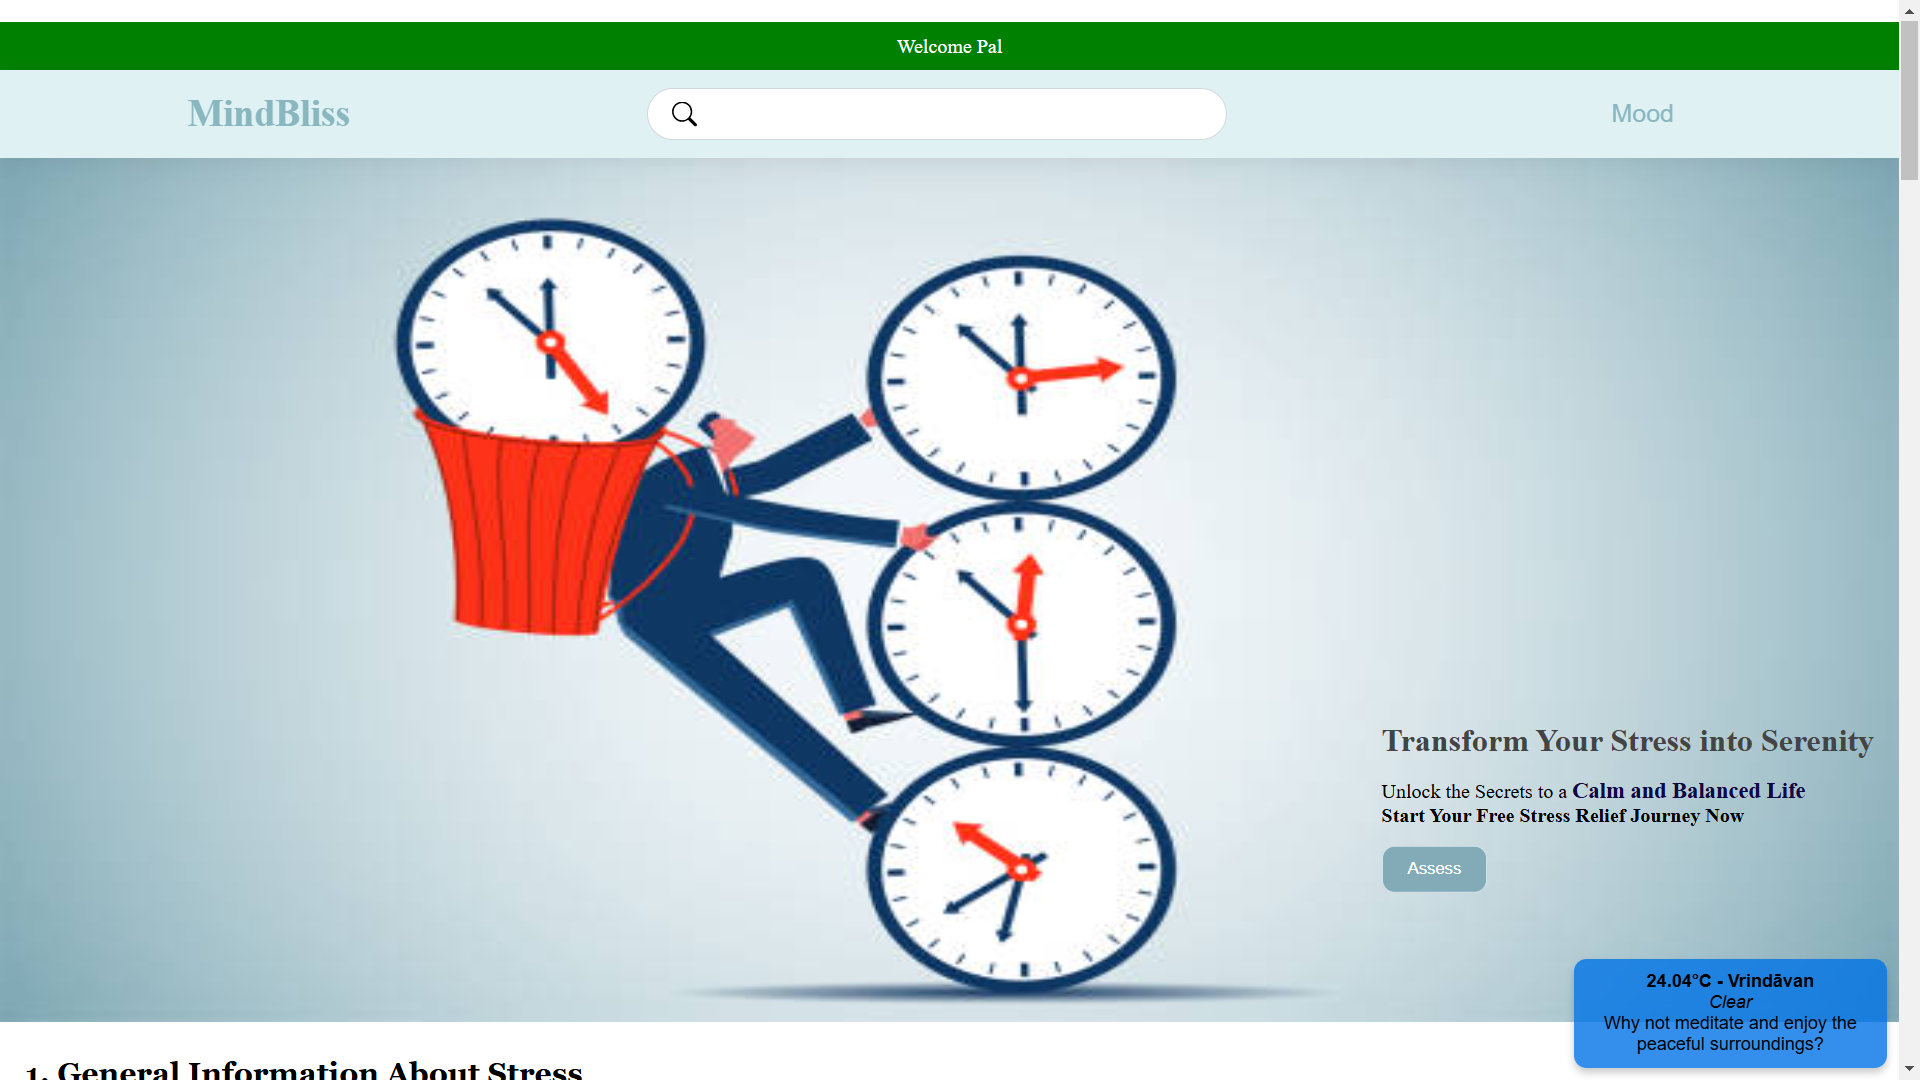 Welcome Pal
MindBliss
Mood
Transform Your Stress into Serenity
Unlock the Secrets to a Calm and Balanced Life
Start Your Free Stress Relief Journey Now
Assess
24.04°C - Vrindāvan
Clear
Why not meditate and enjoy the
peaceful surroundings?
1. General Information About Stress